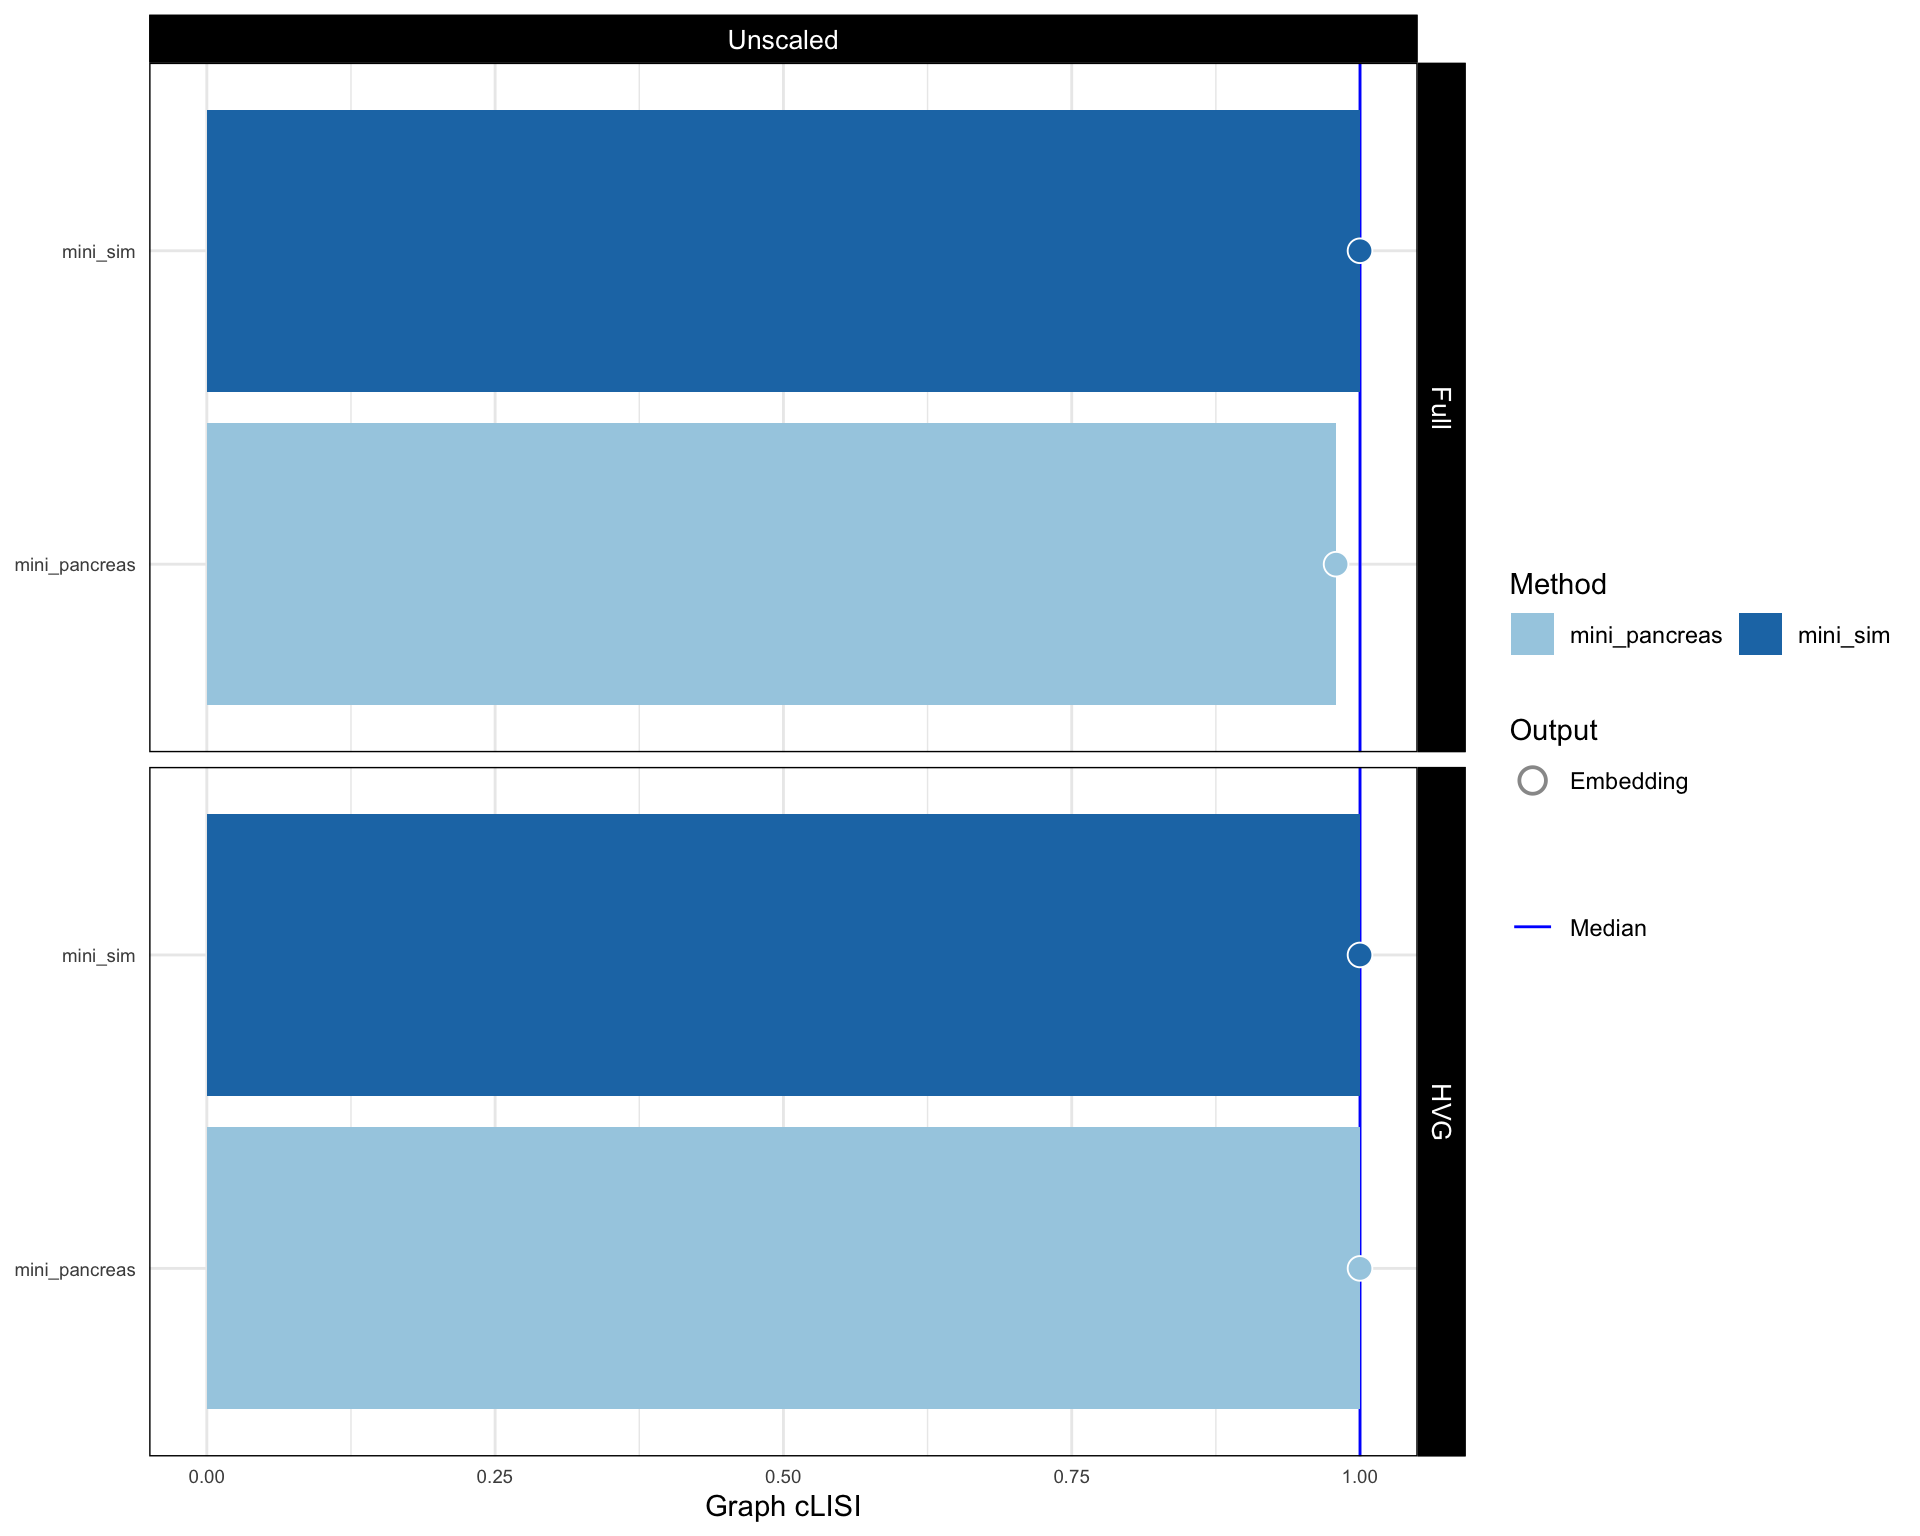 Unscaled
mini_sim
mini_pancreas
Full
mini_sim
mini_pancreas
HVG
0.00 0.25 0.50 0.75 1.00
Graph cLISI
Method
mini_pancreas mini_sim
Output
Embedding
Median